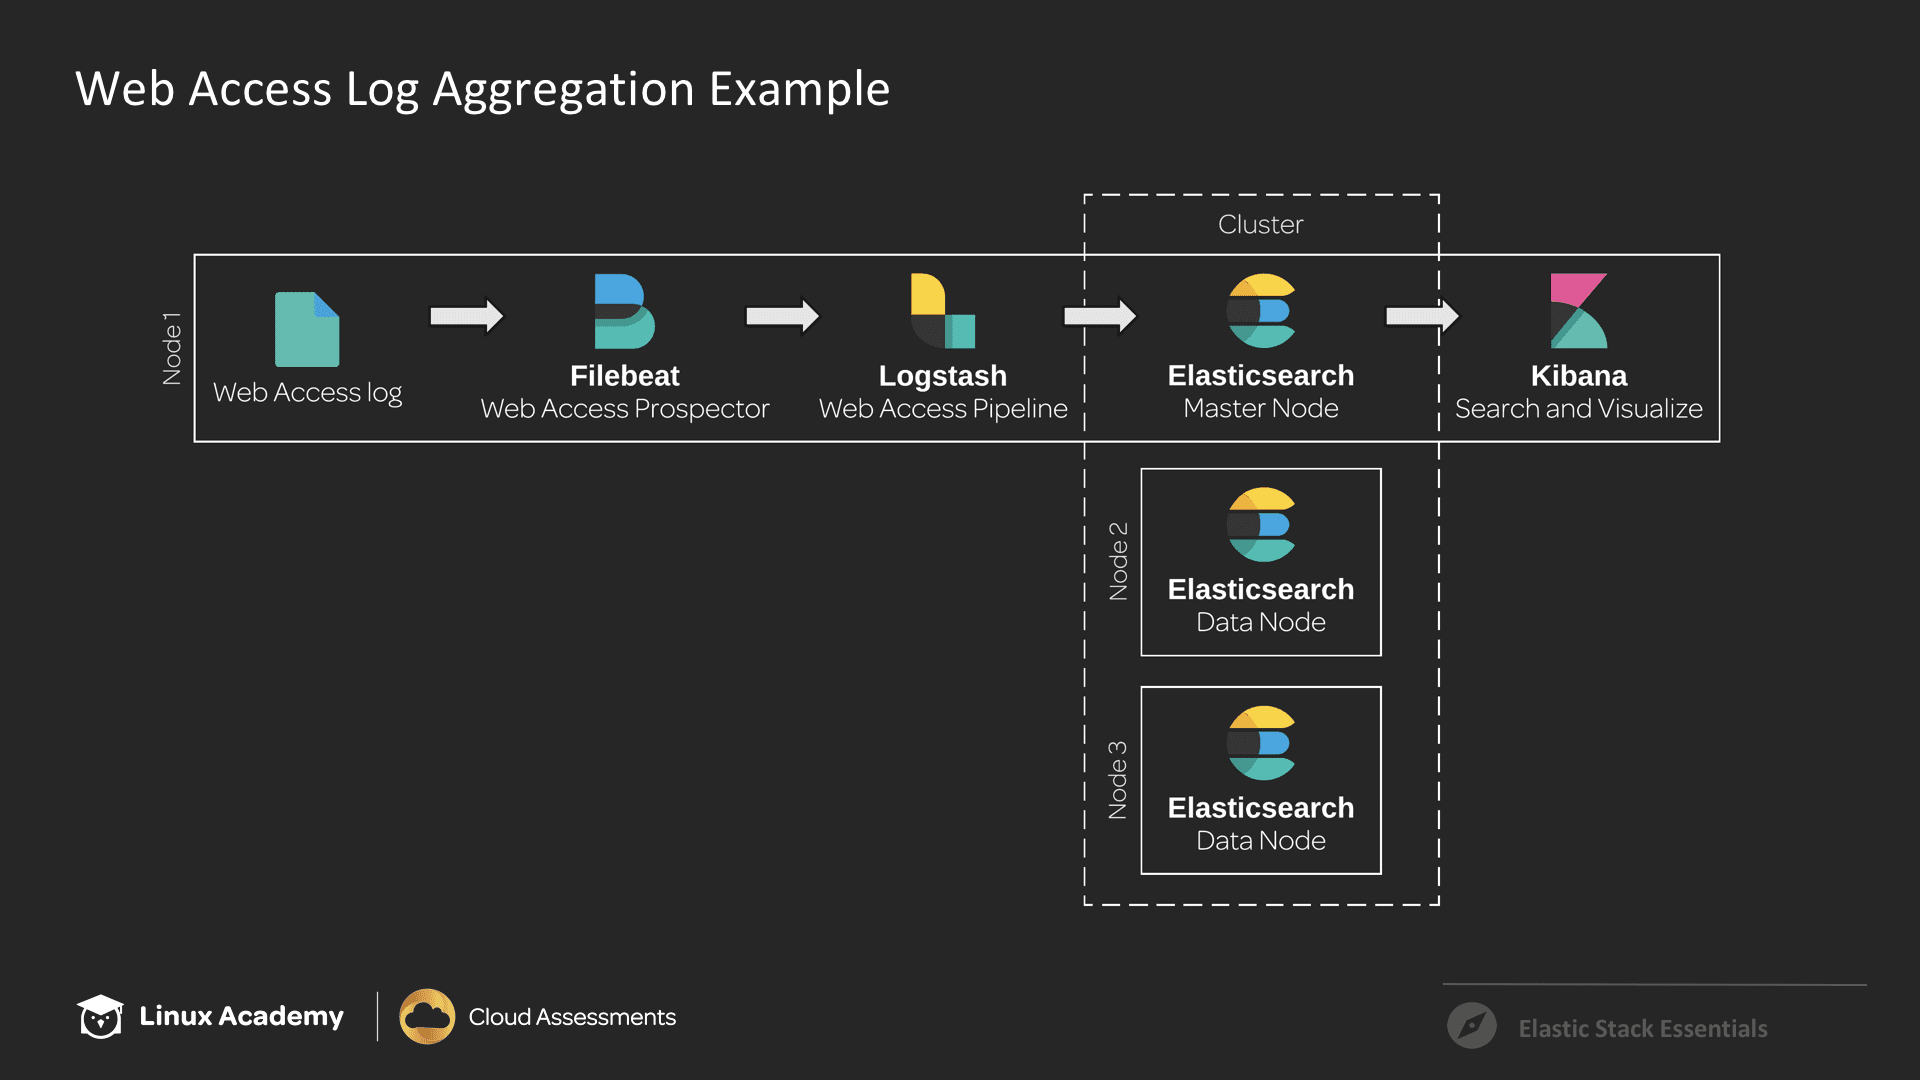 Web Access Log Aggregation Example
Cluster
Node 1
Web Access log
Filebeat
Web Access Prospector
Logstash
Web Access Pipeline
Elasticsearch
Master Node
Kibana
Search and Visualize
Node 2
Elasticsearch
Data Node
Node 3
Elasticsearch
Data Node
Linux Academy
Cloud Assessments
Elastic Stack Essentials